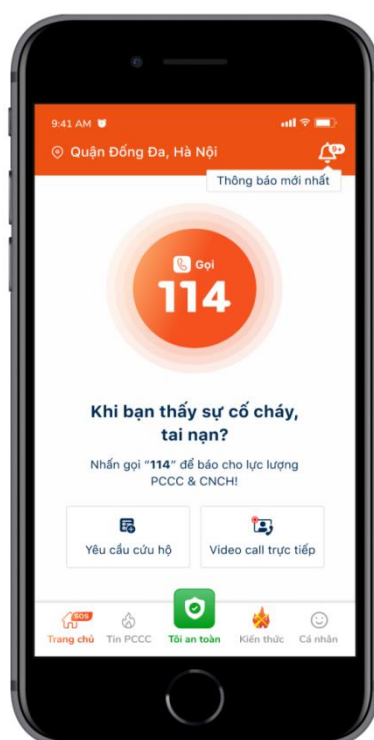 9:41 AM
Quận Đống Đa, Hà Nội
9+
Thông báo mới nhất
Gọi
114
Khi bạn thấy sự cố cháy,
tai nạn?
Nhấn gọi "114" để báo cho lực lượng
PCCC & CNCH!
Yêu cầu cứu hộ
Video call trực tiếp
SOS
Trang chủ
Tin PCCC
Tôi an toàn
Kiến thức
Cá nhân